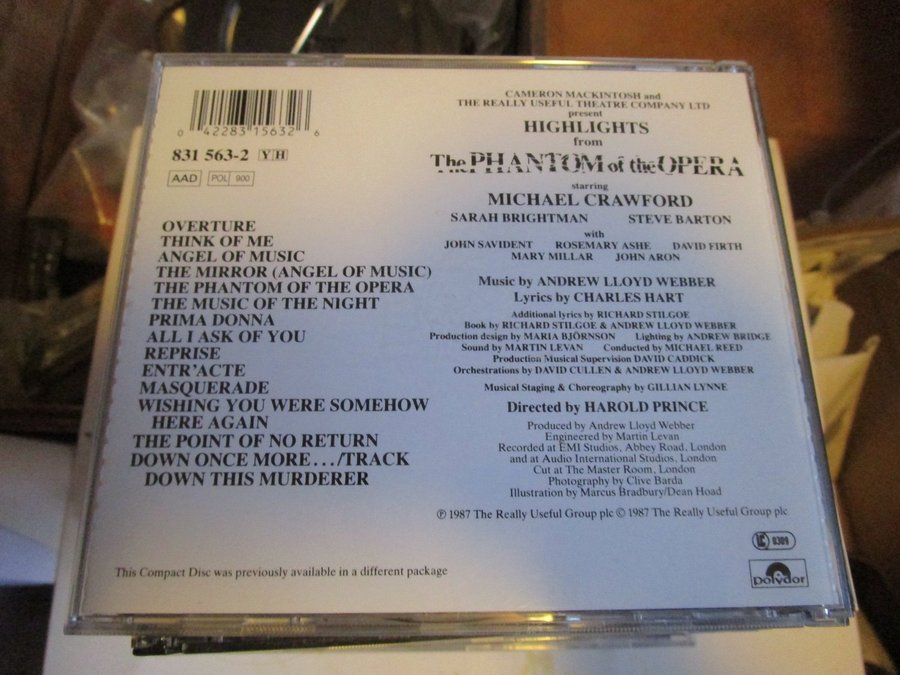 0 42283 15632 6
831 563-2 Y H
AAD POL 900
OVERTURE
THINK OF ME
ANGEL OF MUSIC
THE MIRROR (ANGEL OF MUSIC)
THE PHANTOM OF THE OPERA
THE MUSIC OF THE NIGHT
PRIMA DONNA
ALL I ASK OF YOU
REPRISE
ENTR'ACTE
MASQUERADE
WISHING YOU WERE SOMEHOW
HERE AGAIN
THE POINT OF NO RETURN
DOWN ONCE MORE.../TRACK
DOWN THIS MURDERER
CAMERON MACKINTOSH and
THE REALLY USEFUL THEATRE COMPANY LTD
present
HIGHLIGHTS
from
The PHANTOM of the OPERA
starring
MICHAEL CRAWFORD
SARAH BRIGHTMAN STEVE BARTON
with
JOHN SAVIDENT ROSEMARY ASHE DAVID FIRTH
MARY MILLAR JOHN ARON
Music by ANDREW LLOYD WEBBER
Lyrics by CHARLES HART
Additional lyrics by RICHARD STILGOE
Book by RICHARD STILGOE & ANDREW LLOYD WEBBER
Production design by MARIA BJÖRNSON Lighting by ANDREW BRIDGE
Sound by MARTIN LEVAN Conducted by MICHAEL REED
Production Musical Supervision DAVID CADDICK
Orchestrations by DAVID CULLEN & ANDREW LLOYD WEBBER
Musical Staging & Choreography by GILLIAN LYNNE
Directed by HAROLD PRINCE
Produced by Andrew Lloyd Webber
Engineered by Martin Levan
Recorded at EMI Studios, Abbey Road, London
and at Audio International Studios, London
Cut at The Master Room, London
Photography by Clive Barda
Illustration by Marcus Bradbury/Dean Hoad
℗ 1987 The Really Useful Group plc © 1987 The Really Useful Group plc
LC 0309
polydor
This Compact Disc was previously available in a different package